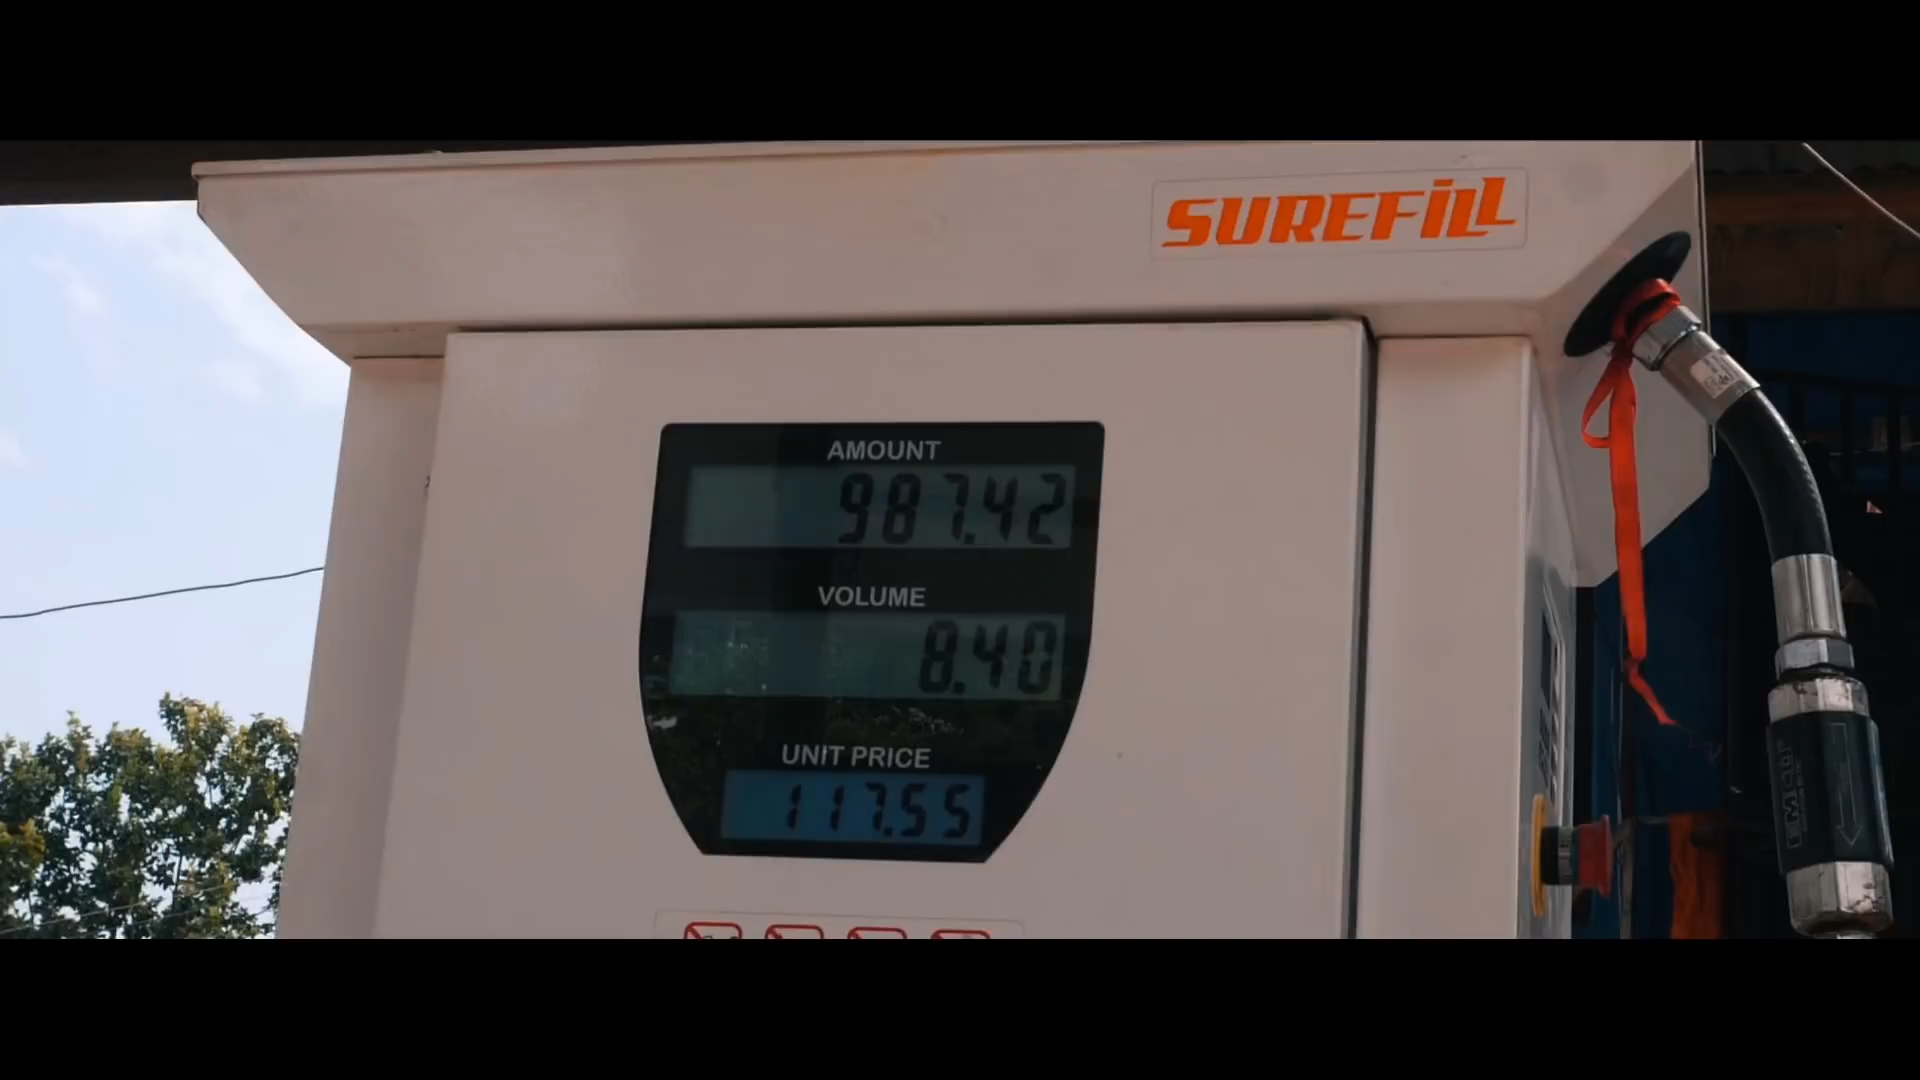 SUREFiLL
AMOUNT
987.42
VOLUME
8.40
UNIT PRICE
117.55